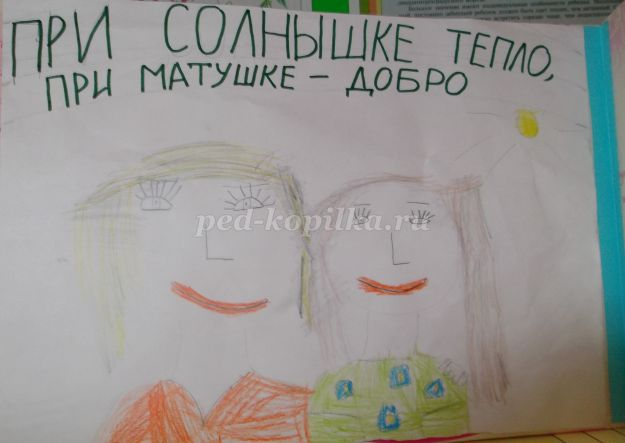 ПРИ СОЛНЫШКЕ ТЕПЛО,
ПРИ МАТУШКЕ – ДОБРО
ped-kopilka.ru